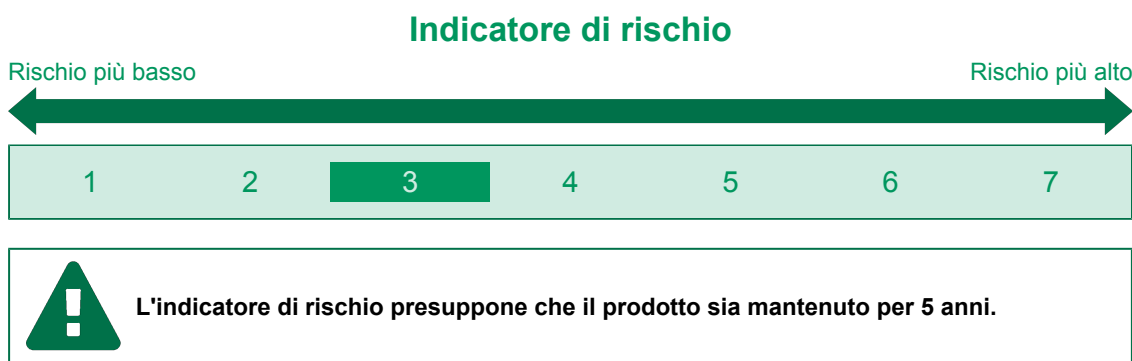 Indicatore di rischio
Rischio più basso Rischio più alto
1 2 3 4 5 6 7
L'indicatore di rischio presuppone che il prodotto sia mantenuto per 5 anni.